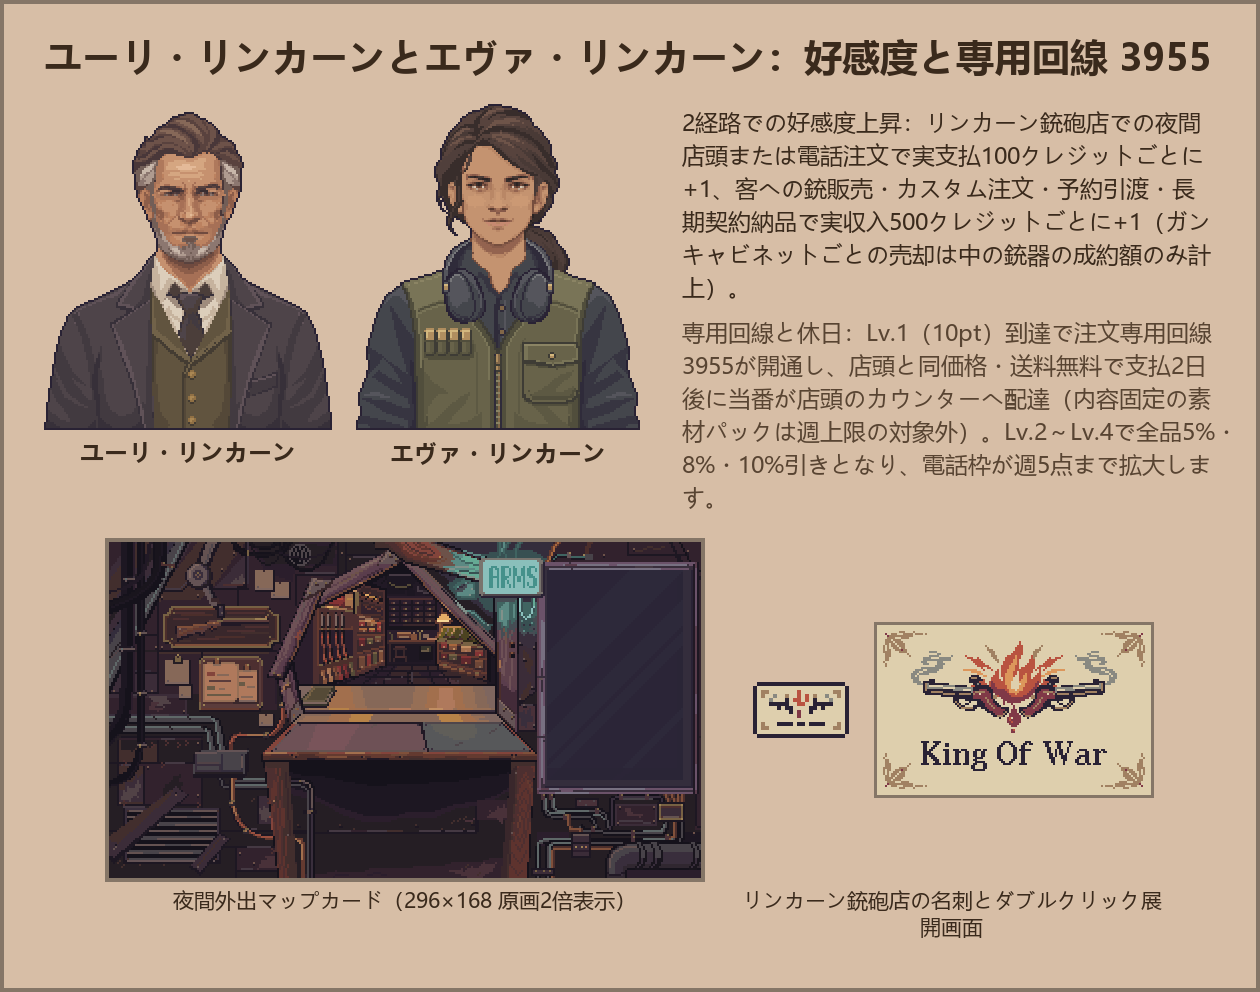 ユーリ・リンカーンとエヴァ・リンカーン：好感度と専用回線 3955
2経路での好感度上昇：リンカーン銃砲店での夜間
店頭または電話注文で実支払100クレジットごとに
+1、客への銃販売・カスタム注文・予約引渡・長
期契約納品で実収入500クレジットごとに+1（ガン
キャビネットごとの売却は中の銃器の成約額のみ計
上）。
専用回線と休日：Lv.1（10pt）到達で注文専用回線
3955が開通し、店頭と同価格・送料無料で支払2日
後に当番が店頭のカウンターへ配達（内容固定の素
材パックは週上限の対象外）。Lv.2～Lv.4で全品5%・
8%・10%引きとなり、電話枠が週5点まで拡大しま
す。
ユーリ・リンカーン
エヴァ・リンカーン
ARMS
King Of War
夜間外出マップカード（296×168 原画2倍表示）
リンカーン銃砲店の名刺とダブルクリック展
開画面